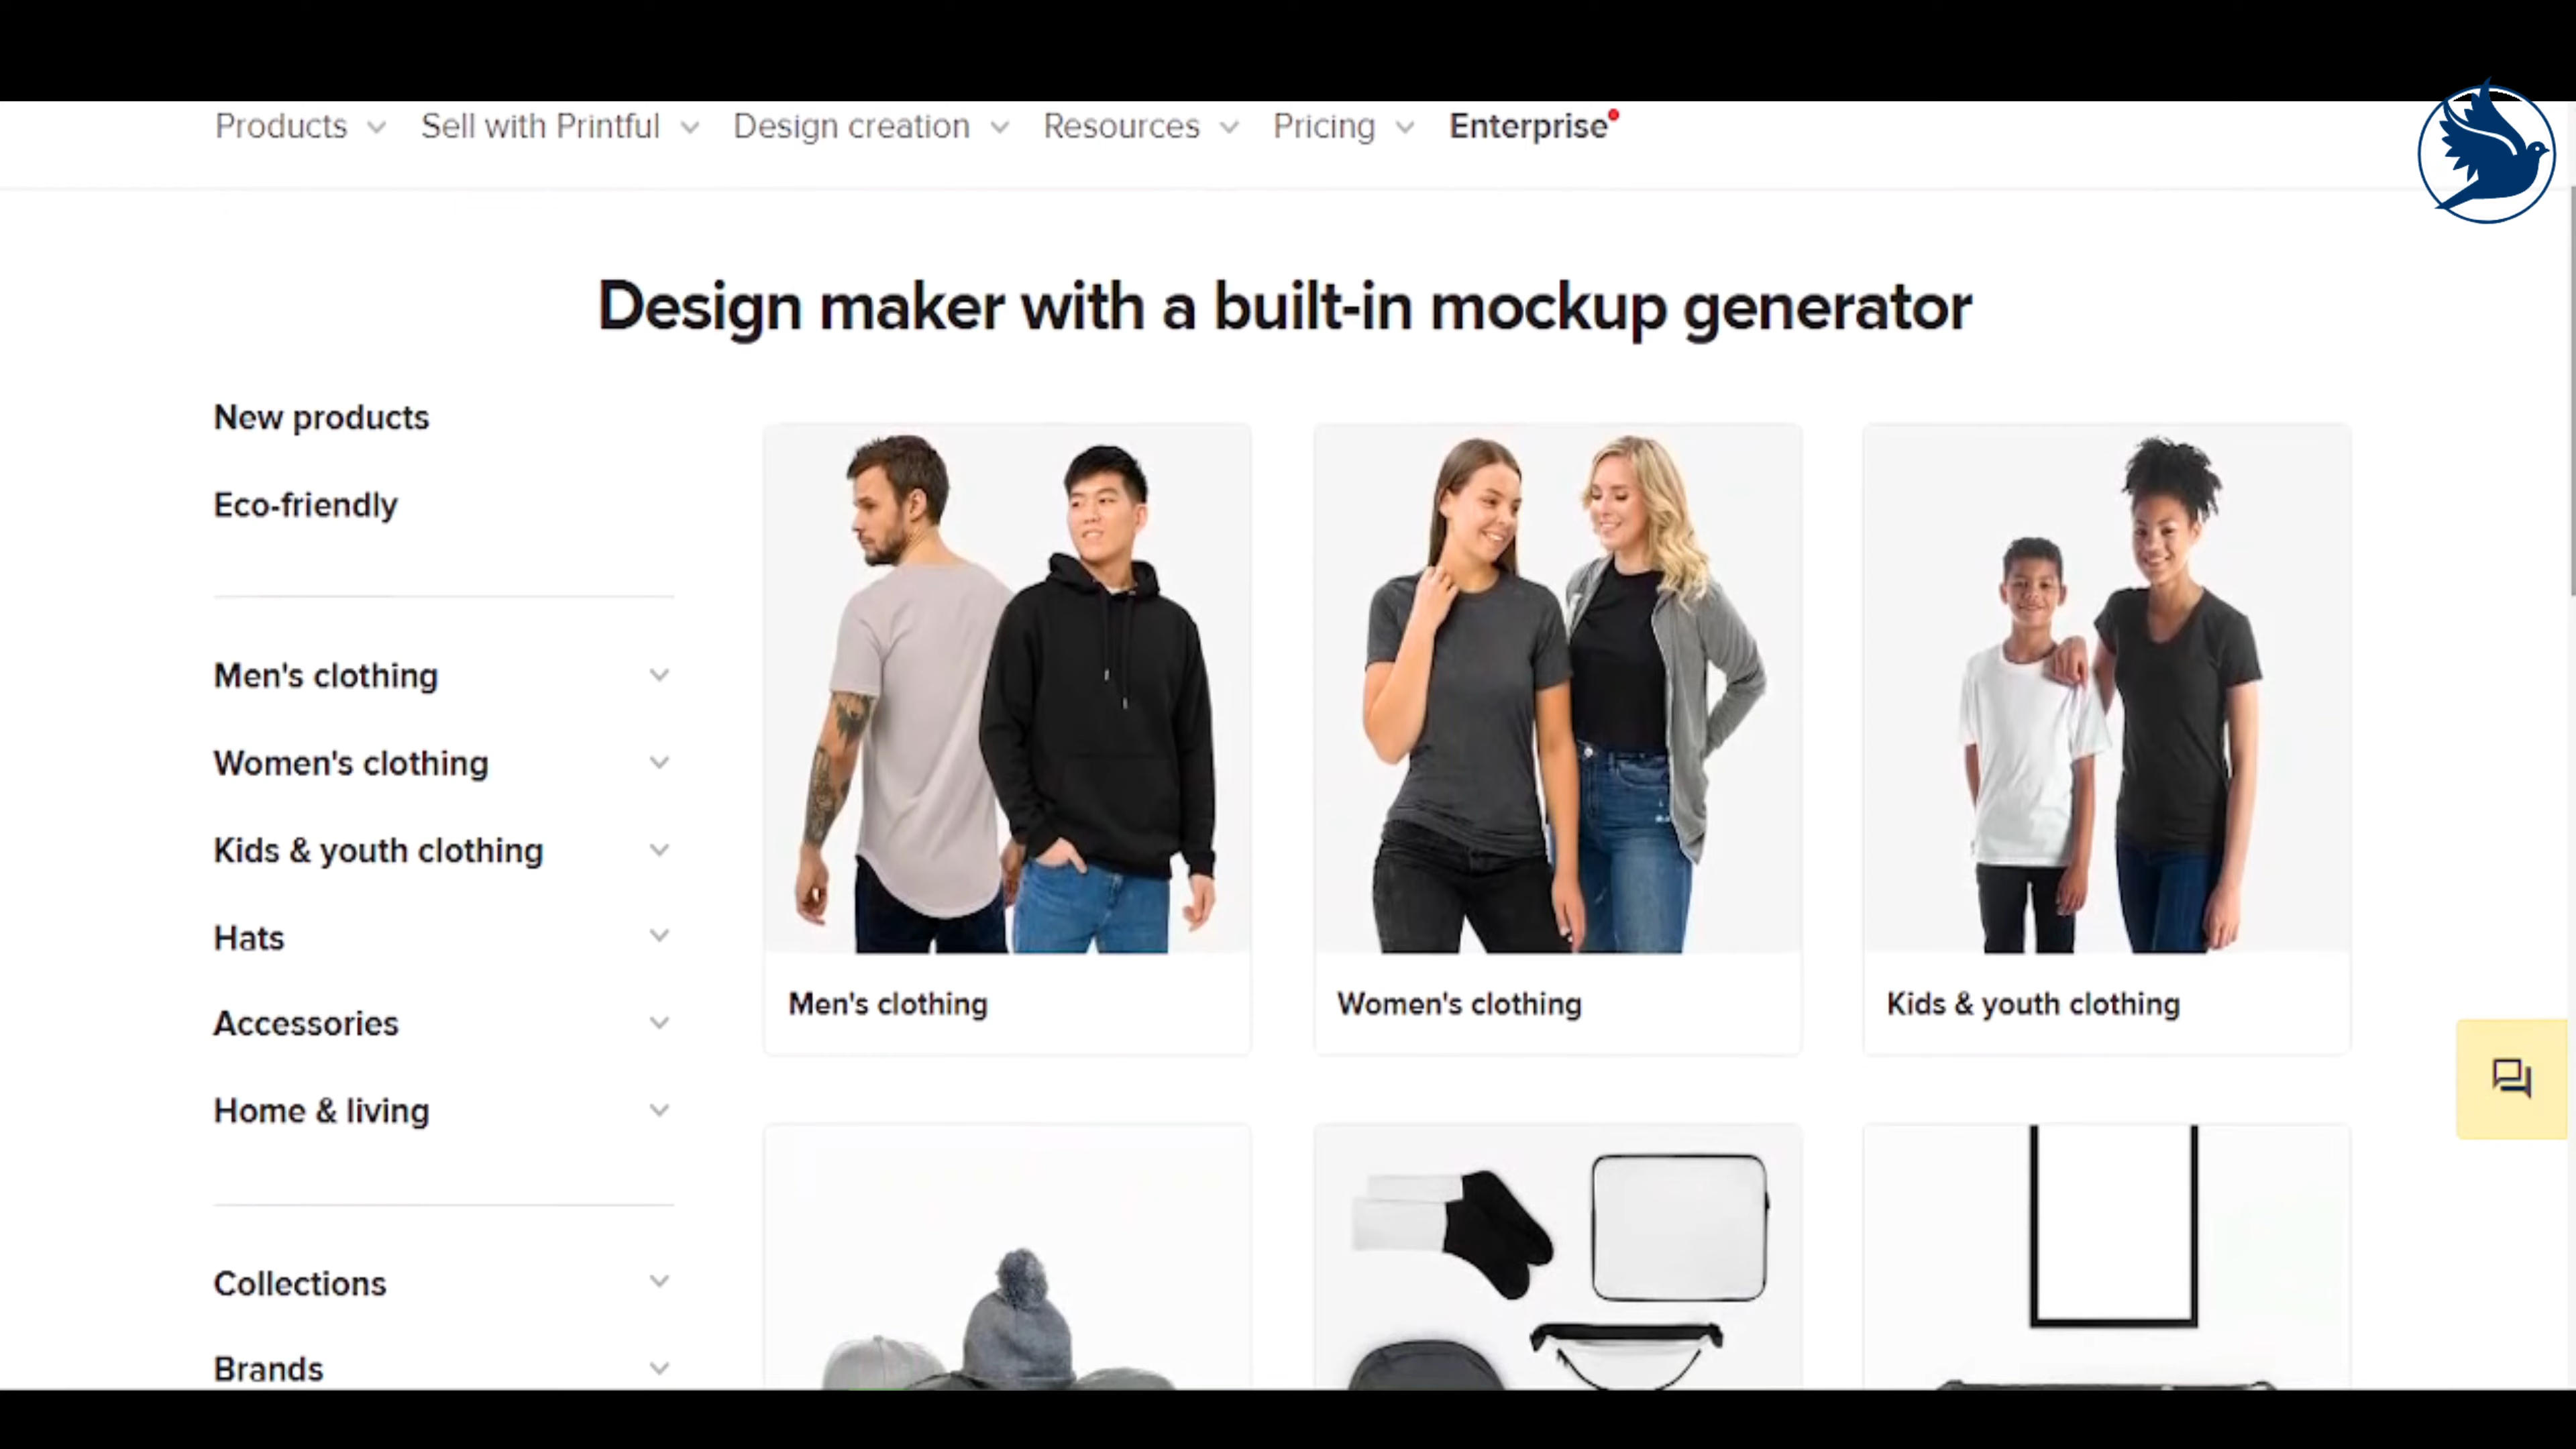 Products
Sell with Printful
Design creation
Resources
Pricing
Enterprise
Design maker with a built-in mockup generator
New products
Eco-friendly
Men's clothing
Women's clothing
Kids & youth clothing
Hats
Accessories
Home & living
Collections
Brands
Men's clothing
Women's clothing
Kids & youth clothing